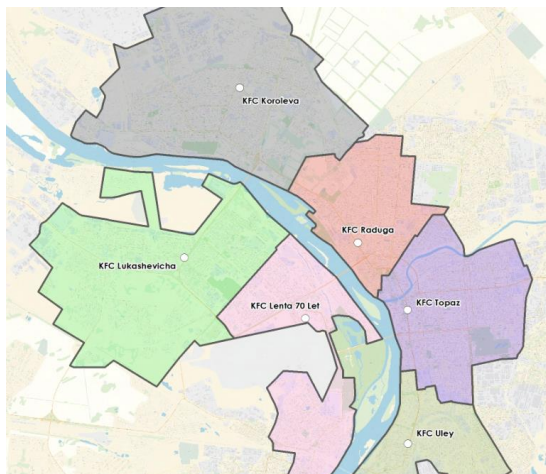 KFC Koroleva
KFC Raduga
KFC Lukashevicha
KFC Lenta 70 Let
KFC Topaz
KFC Uley